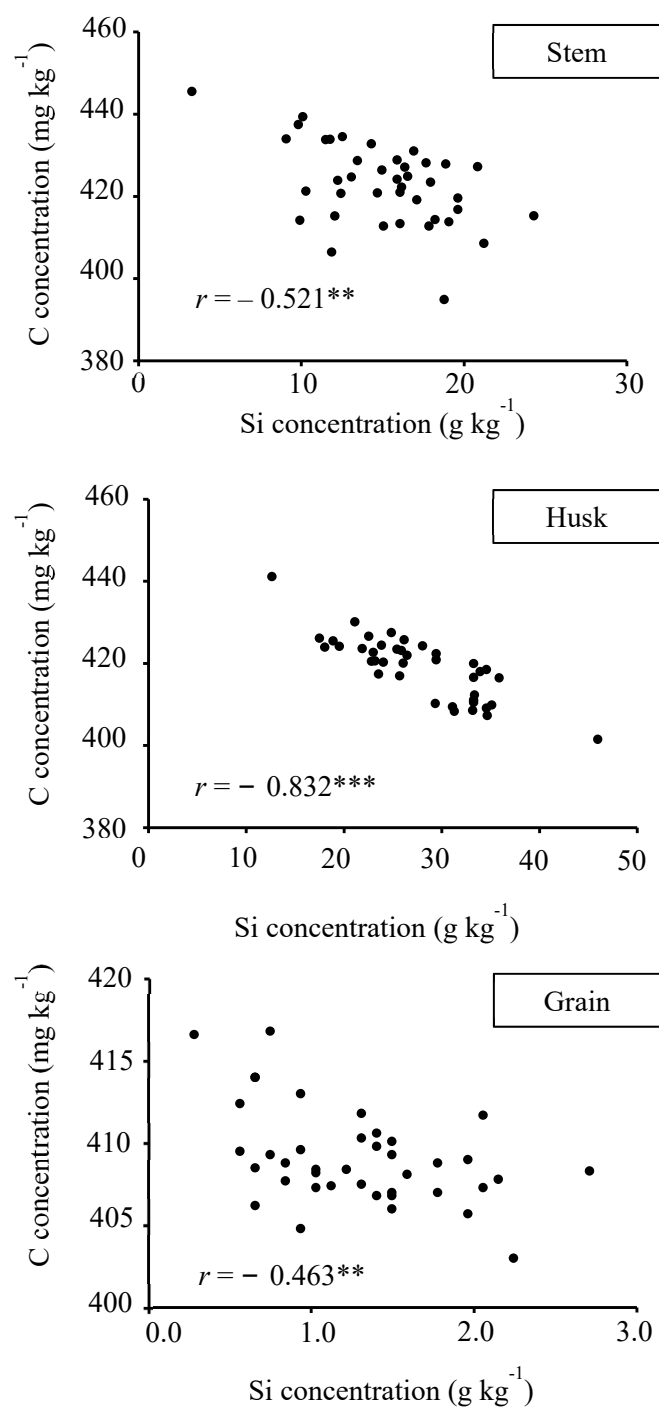 Stem
C concentration (mg kg-1)
460
440
420
400
380
r = – 0.521**
0 10 20 30
Si concentration (g kg-1)
Husk
C concentration (mg kg-1)
460
440
420
400
380
r = − 0.832***
0 10 20 30 40 50
Si concentration (g kg-1)
Grain
C concentration (mg kg-1)
420
415
410
405
400
r = − 0.463**
0.0 1.0 2.0 3.0
Si concentration (g kg-1)